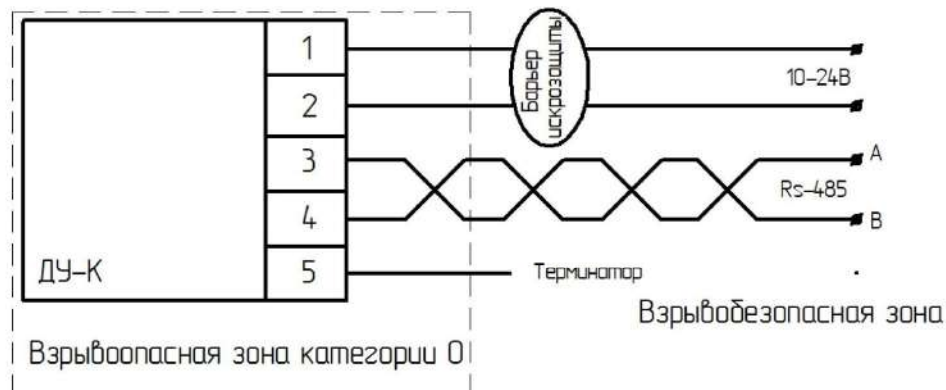 1
2
3
4
5
ДУ-К
Барьер
искрозащиты
10-24В
A
Rs-485
B
Терминатор
Взрывобезопасная зона
Взрывоопасная зона категории 0